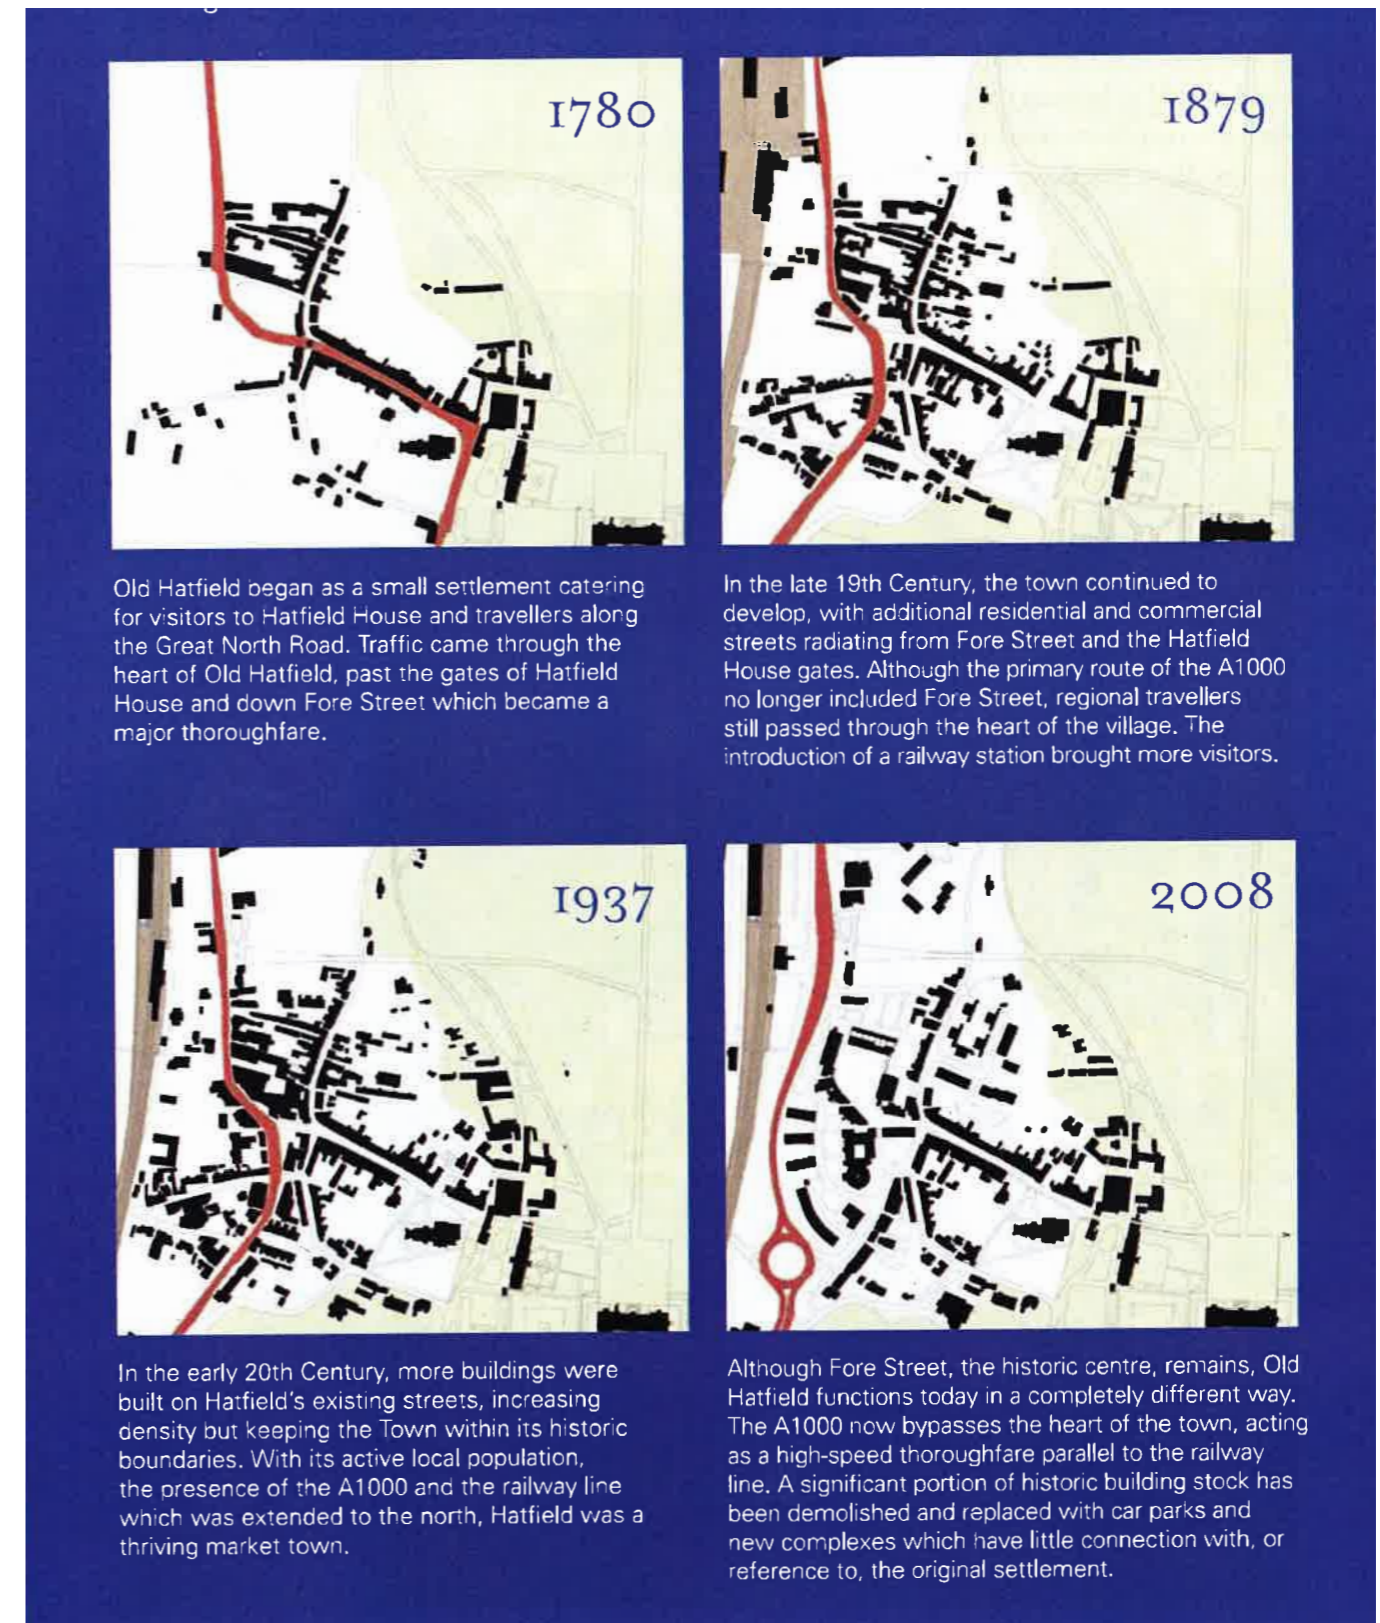 1780
1879
Old Hatfield began as a small settlement catering
for visitors to Hatfield House and travellers along
the Great North Road. Traffic came through the
heart of Old Hatfield, past the gates of Hatfield
House and down Fore Street which became a
major thoroughfare.
In the late 19th Century, the town continued to
develop, with additional residential and commercial
streets radiating from Fore Street and the Hatfield
House gates. Although the primary route of the A1000
no longer included Fore Street, regional travellers
still passed through the heart of the village. The
introduction of a railway station brought more visitors.
1937
2008
In the early 20th Century, more buildings were
built on Hatfield's existing streets, increasing
density but keeping the Town within its historic
boundaries. With its active local population,
the presence of the A1000 and the railway line
which was extended to the north, Hatfield was a
thriving market town.
Although Fore Street, the historic centre, remains, Old
Hatfield functions today in a completely different way.
The A1000 now bypasses the heart of the town, acting
as a high-speed thoroughfare parallel to the railway
line. A significant portion of historic building stock has
been demolished and replaced with car parks and
new complexes which have little connection with, or
reference to, the original settlement.